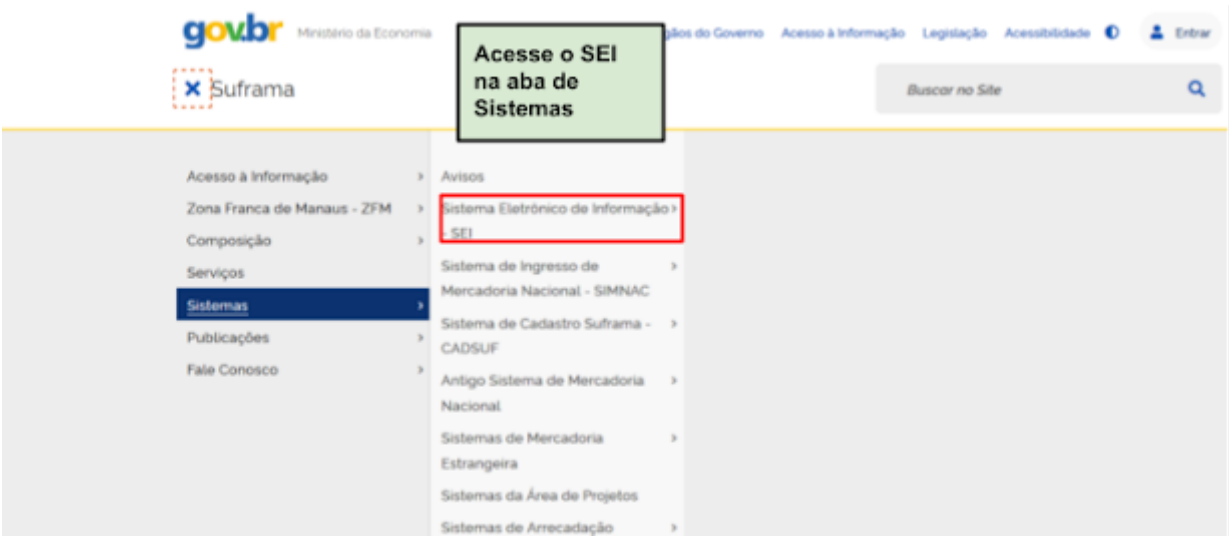 gov.br Ministério da Economia
gãos do Governo Acesso à Informação Legislação Acessibilidade Entrar
Acesse o SEI
na aba de
Sistemas
Suframa
Buscar no Site
Acesso à Informação
Zona Franca de Manaus - ZFM
Composição
Serviços
Sistemas
Publicações
Fale Conosco
Avisos
Sistema Eletrônico de Informação
- SEI
Sistema de Ingresso de
Mercadoria Nacional - SIMNAC
Sistema de Cadastro Suframa -
CADSUF
Antigo Sistema de Mercadoria
Nacional
Sistemas de Mercadoria
Estrangeira
Sistemas da Área de Projetos
Sistemas de Arrecadação